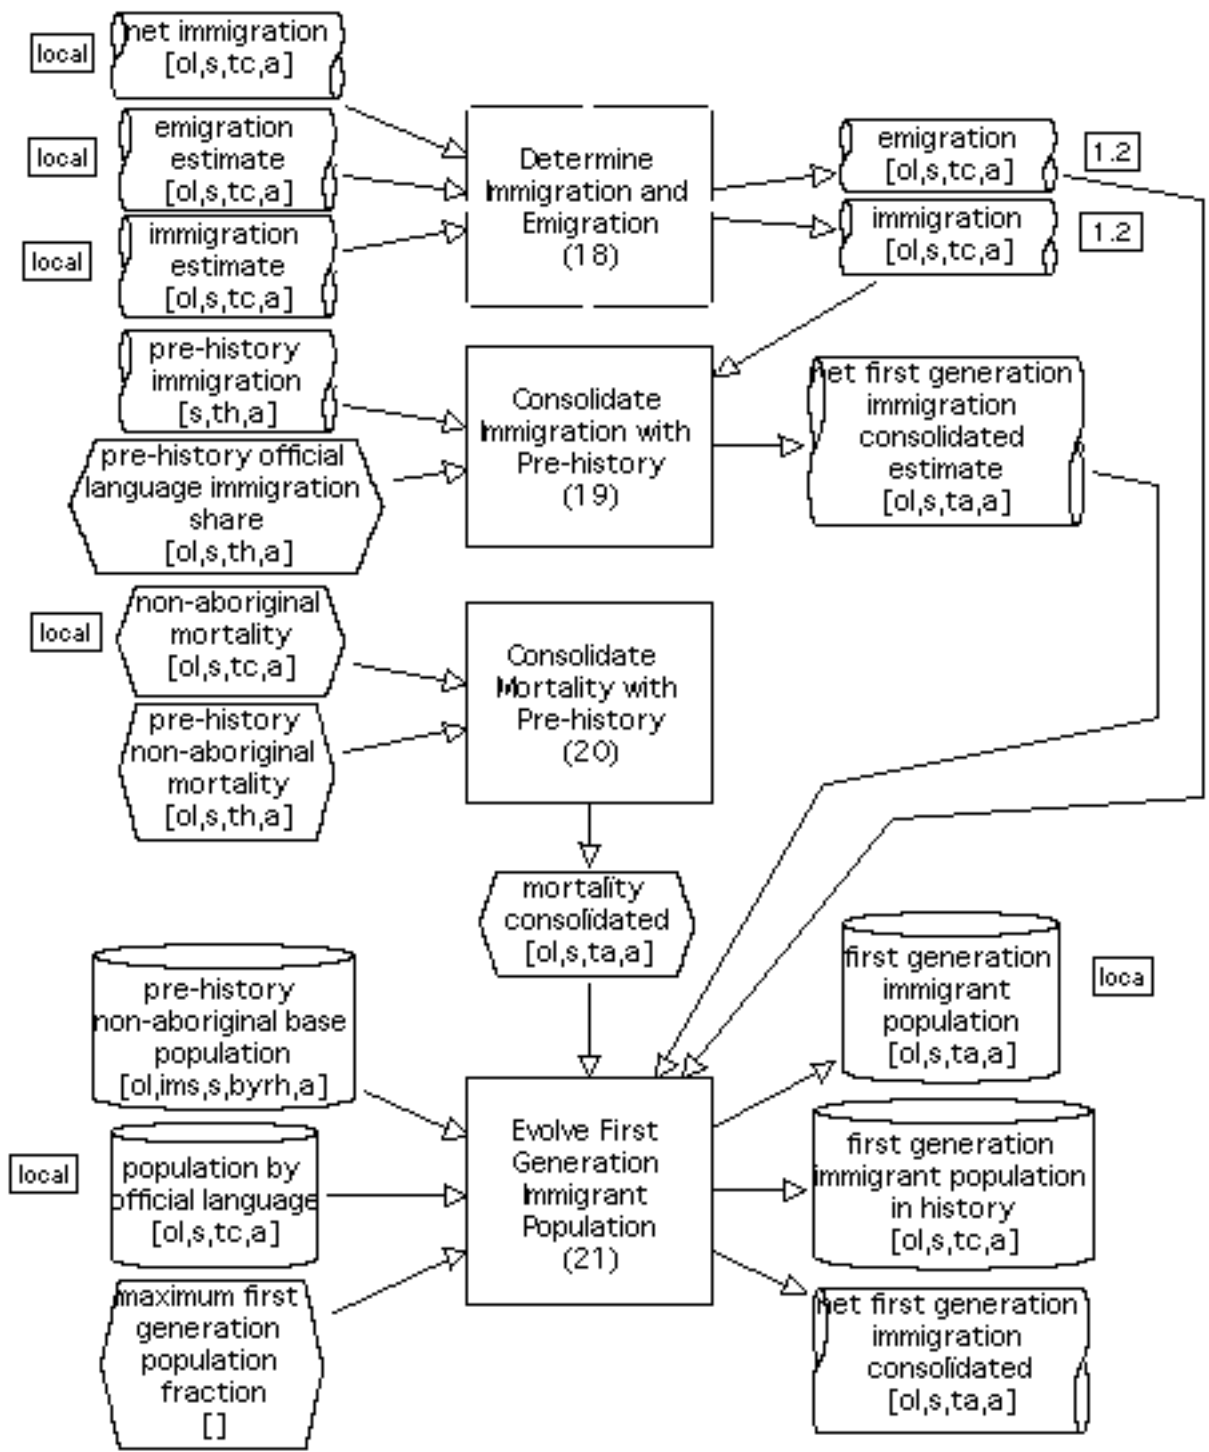 local
net immigration
[ol,s,tc,a]
local
emigration
estimate
[ol,s,tc,a]
local
immigration
estimate
[ol,s,tc,a]
Determine
Immigration and
Emigration
(18)
emigration
[ol,s,tc,a]
1.2
immigration
[ol,s,tc,a]
1.2
pre-history
immigration
[s,th,a]
pre-history official
language immigration
share
[ol,s,th,a]
Consolidate
Immigration with
Pre-history
(19)
net first generation
immigration
consolidated
estimate
[ol,s,ta,a]
local
non-aboriginal
mortality
[ol,s,tc,a]
pre-history
non-aboriginal
mortality
[ol,s,th,a]
Consolidate
Mortality with
Pre-history
(20)
mortality
consolidated
[ol,s,ta,a]
pre-history
non-aboriginal base
population
[ol,ims,s,byrh,a]
local
population by
official language
[ol,s,tc,a]
maximum first
generation
population
fraction
[]
Evolve First
Generation
Immigrant
Population
(21)
first generation
immigrant
population
[ol,s,ta,a]
loca
first generation
immigrant population
in history
[ol,s,tc,a]
net first generation
immigration
consolidated
[ol,s,ta,a]